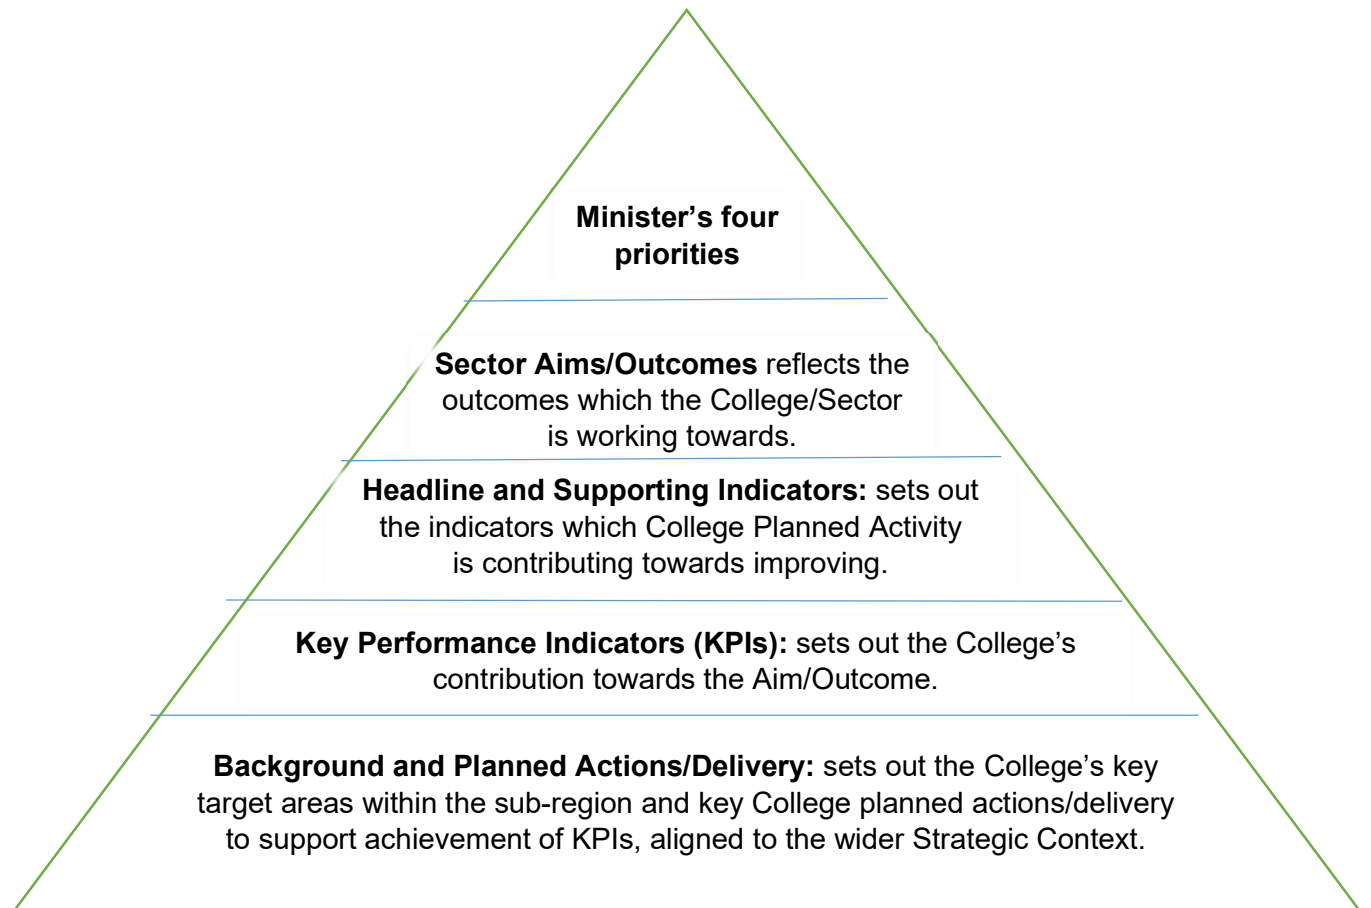 Minister’s four
priorities
Sector Aims/Outcomes reflects the
outcomes which the College/Sector
is working towards.
Headline and Supporting Indicators: sets out
the indicators which College Planned Activity
is contributing towards improving.
Key Performance Indicators (KPIs): sets out the College’s
contribution towards the Aim/Outcome.
Background and Planned Actions/Delivery: sets out the College’s key
target areas within the sub-region and key College planned actions/delivery
to support achievement of KPIs, aligned to the wider Strategic Context.